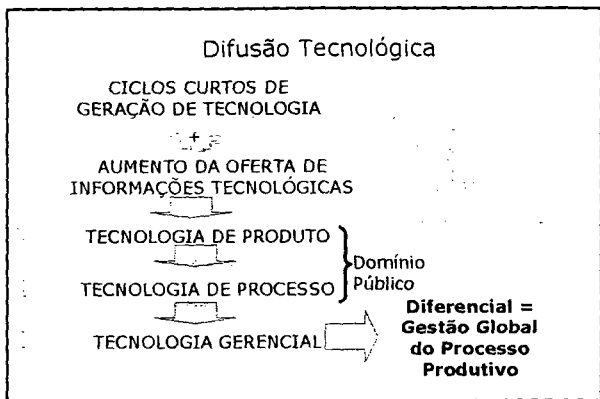 Difusão Tecnológica
CICLOS CURTOS DE
GERAÇÃO DE TECNOLOGIA
+
AUMENTO DA OFERTA DE
INFORMAÇÕES TECNOLÓGICAS
TECNOLOGIA DE PRODUTO
TECNOLOGIA DE PROCESSO
Domínio
Público
TECNOLOGIA GERENCIAL
Diferencial =
Gestão Global
do Processo
Produtivo